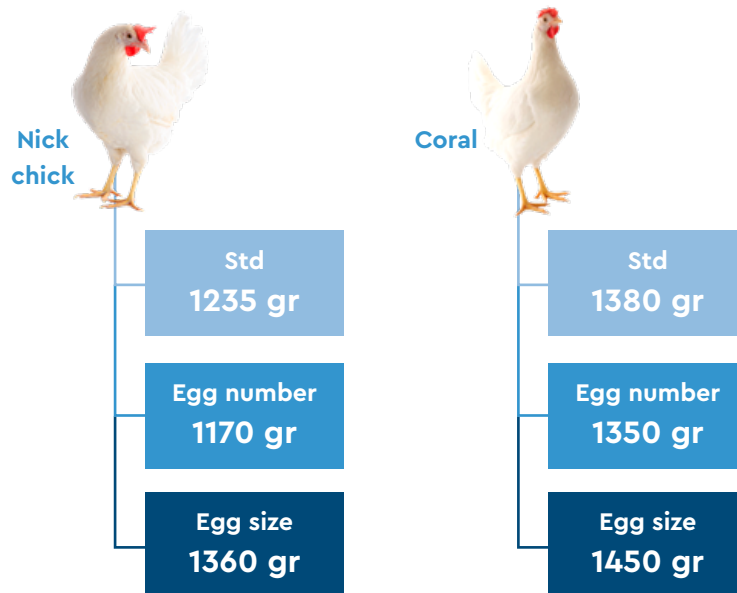 Nick
chick
Std
1235 gr
Egg number
1170 gr
Egg size
1360 gr
Coral
Std
1380 gr
Egg number
1350 gr
Egg size
1450 gr